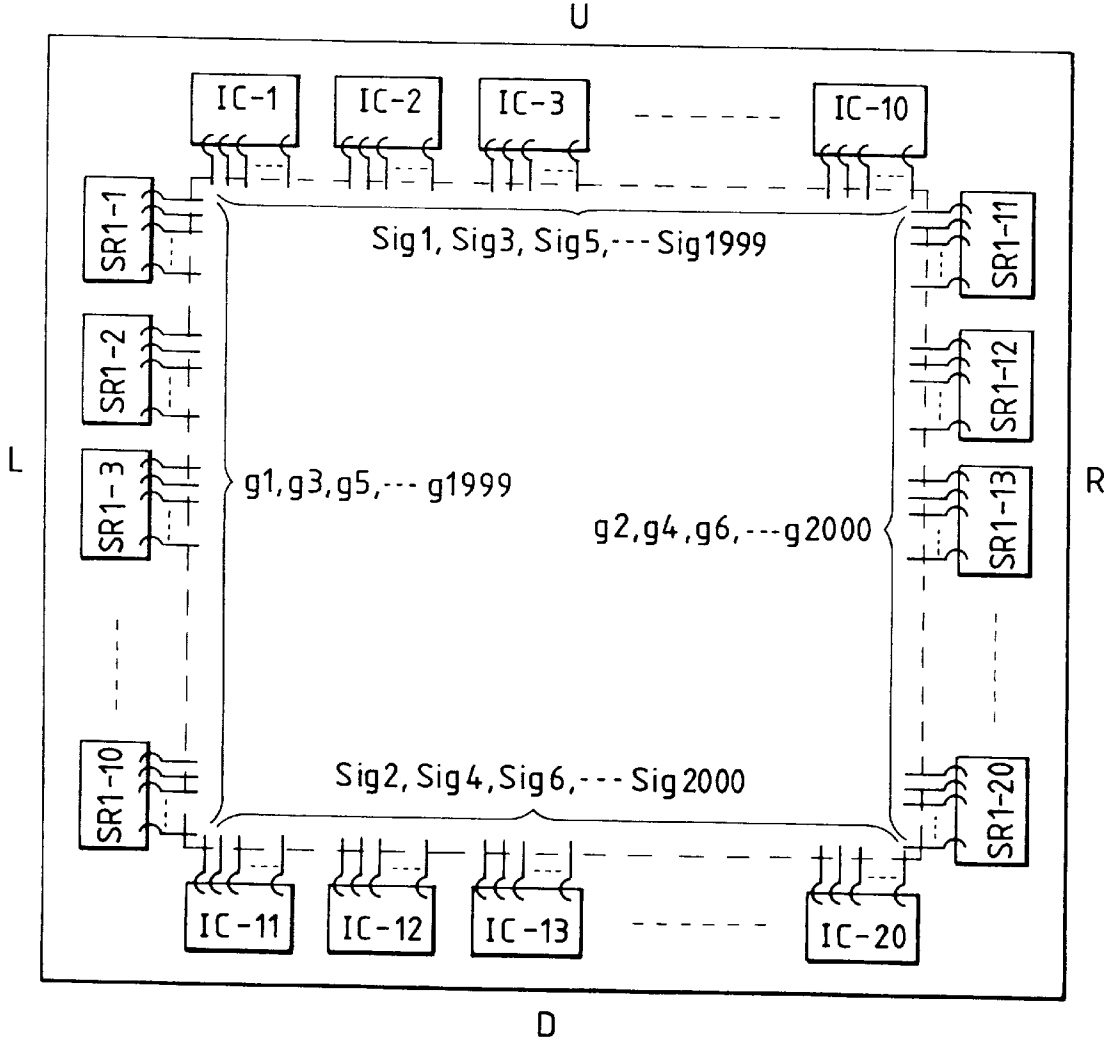 U
IC-1 IC-2 IC-3 IC-10
SR1-1 SR1-11
Sig1, Sig3, Sig5,--- Sig1999
SR1-2 SR1-12
L R
SR1-3 SR1-13
g1,g3,g5,--- g1999
g2,g4,g6,---g2000
SR1-10 SR1-20
Sig2, Sig4, Sig6, --- Sig2000
IC-11 IC-12 IC-13 IC-20
D